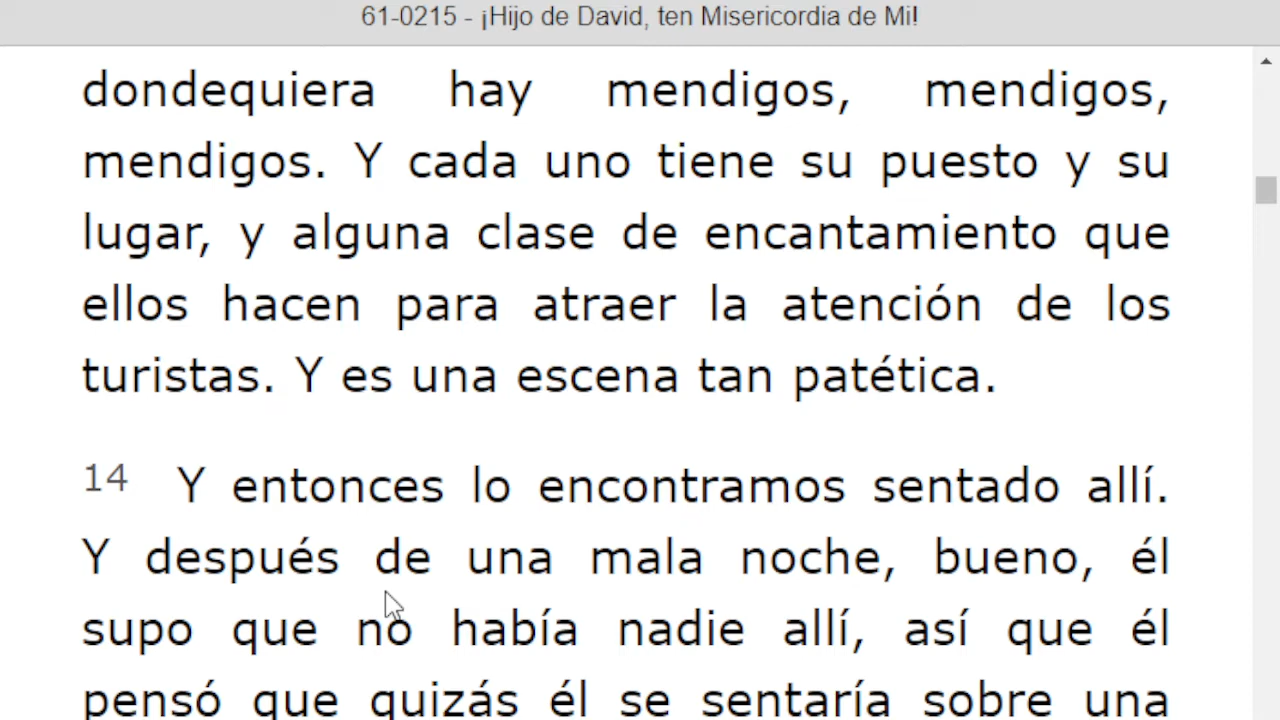 61-0215 - ¡Hijo de David, ten Misericordia de Mi!
dondequiera hay mendigos, mendigos,
mendigos. Y cada uno tiene su puesto y su
lugar, y alguna clase de encantamiento que
ellos hacen para atraer la atención de los
turistas. Y es una escena tan patética.
14 Y entonces lo encontramos sentado allí.
Y después de una mala noche, bueno, él
supo que no había nadie allí, así que él
pensó que quizás él se sentaría sobre una